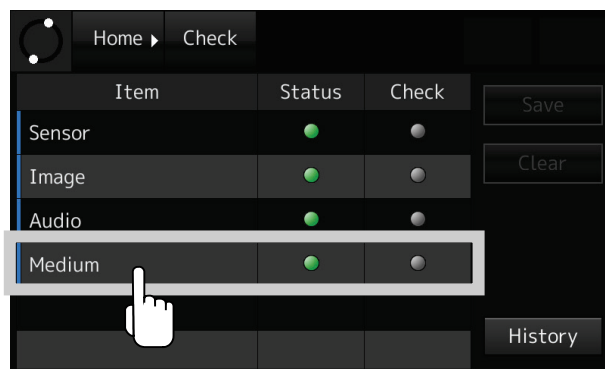 Home ▸ Check
Item Status Check
Save
Sensor
Clear
Image
Audio
Medium
History